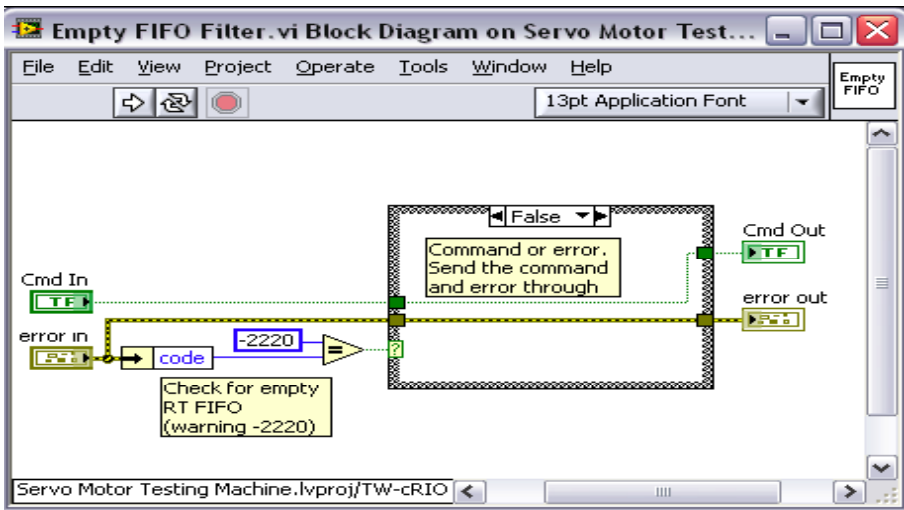 Empty FIFO Filter.vi Block Diagram on Servo Motor Test...
File Edit View Project Operate Tools Window Help
Empty
FIFO
13pt Application Font
False
Command or error.
Send the command
and error through
Cmd Out
TF
Cmd In
TF
error out
error in
-2220
=
code
?
Check for empty
RT FIFO
(warning -2220)
Servo Motor Testing Machine.lvproj/TW-cRIO